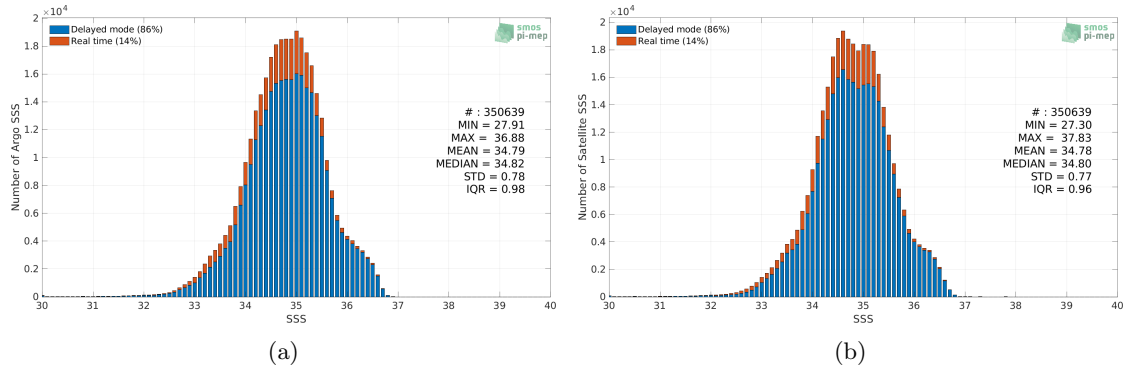 ×10⁴
Delayed mode (86%)
Real time (14%)
smos
pi-mep
Number of Argo SSS
2
1.8
1.6
1.4
1.2
1
0.8
0.6
0.4
0.2
0
# : 350639
MIN = 27.91
MAX = 36.88
MEAN = 34.79
MEDIAN = 34.82
STD = 0.78
IQR = 0.98
30 31 32 33 34 35 36 37 38 39 40
SSS
(a)
×10⁴
Delayed mode (86%)
Real time (14%)
smos
pi-mep
Number of Satellite SSS
2
1.8
1.6
1.4
1.2
1
0.8
0.6
0.4
0.2
0
# : 350639
MIN = 27.30
MAX = 37.83
MEAN = 34.78
MEDIAN = 34.80
STD = 0.77
IQR = 0.96
30 31 32 33 34 35 36 37 38 39 40
SSS
(b)